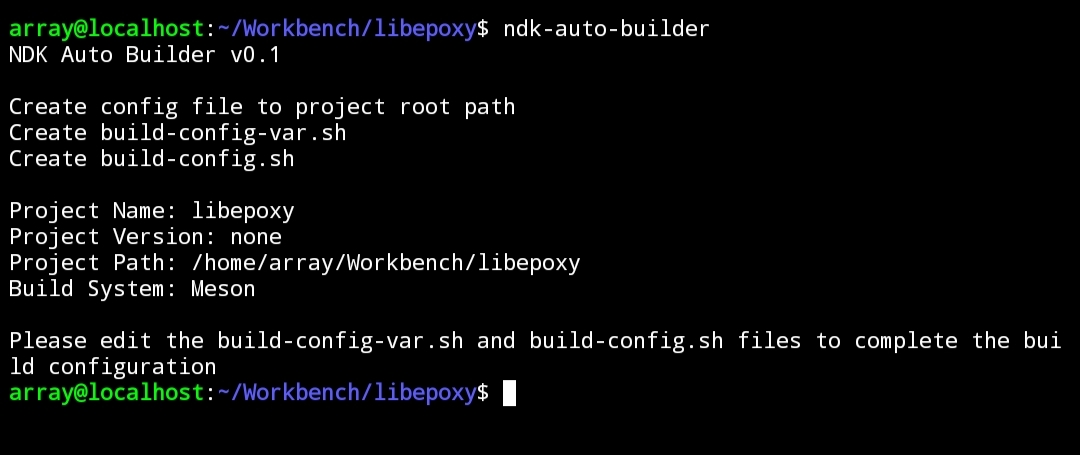 array@localhost:~/Workbench/libepoxy$ ndk-auto-builder
NDK Auto Builder v0.1
Create config file to project root path
Create build-config-var.sh
Create build-config.sh
Project Name: libepoxy
Project Version: none
Project Path: /home/array/Workbench/libepoxy
Build System: Meson
Please edit the build-config-var.sh and build-config.sh files to complete the bui
ld configuration
array@localhost:~/Workbench/libepoxy$